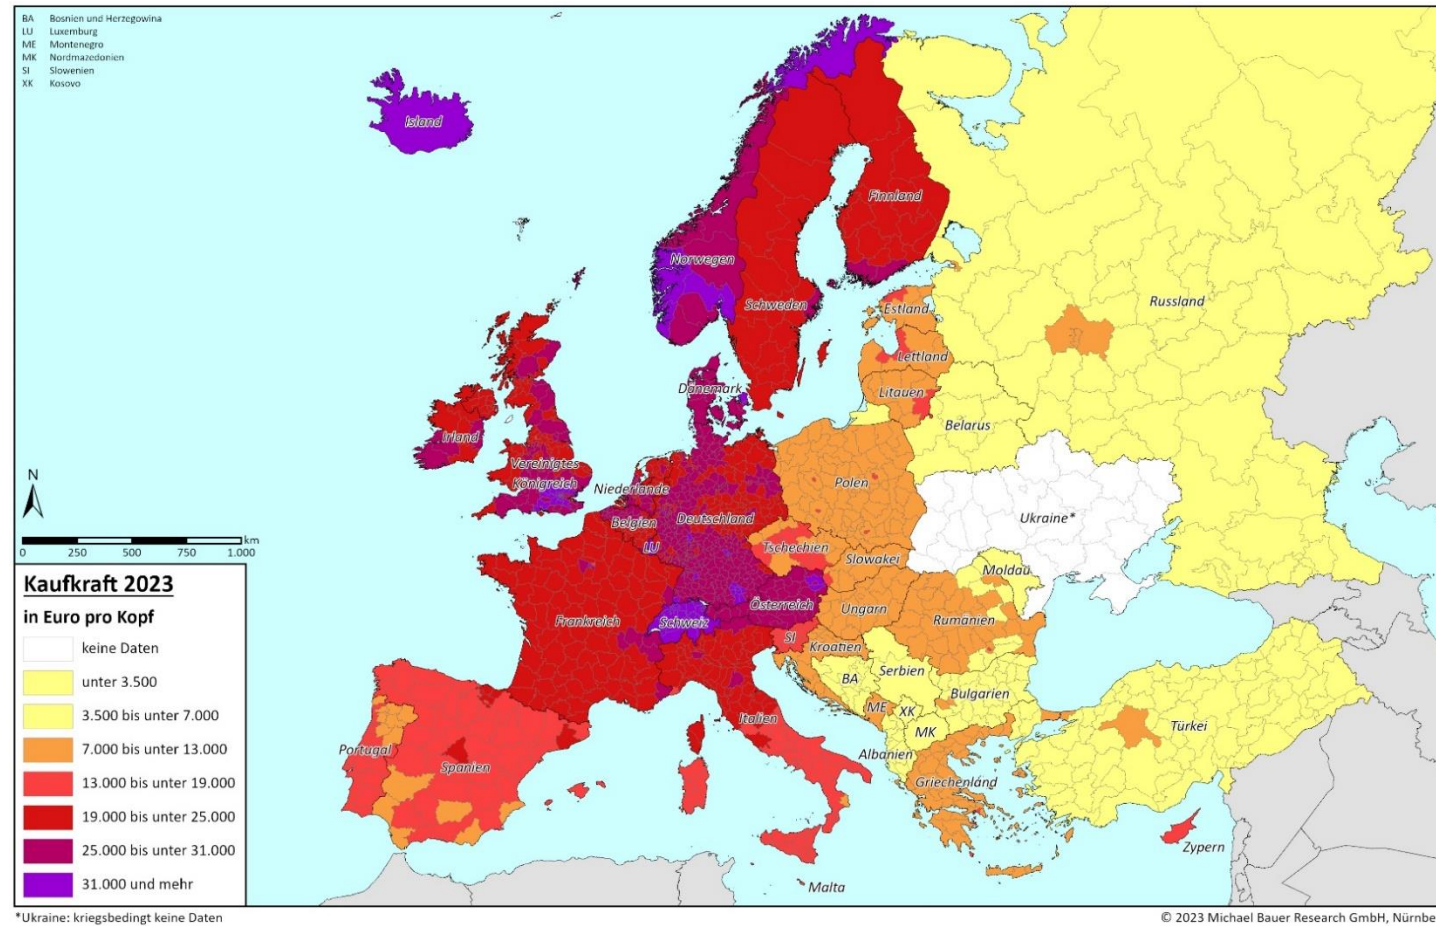 BA Bosnien und Herzegowina
LU Luxemburg
ME Montenegro
MK Nordmazedonien
SI Slowenien
XK Kosovo
Island
Finnland
Norwegen
Schweden
Russland
Estland
Lettland
Litauen
Dänemark
Belarus
Irland
Vereinigtes
Königreich
Niederlande
Polen
Belgien
Deutschland
Ukraine*
LU
Tschechien
Slowakei
Moldau
Österreich
Ungarn
Frankreich
Schweiz
Rumänien
SI
Kroatien
BA
Serbien
Bulgarien
ME
XK
Italien
MK
Türkei
Portugal
Spanien
Albanien
Griechenland
Zypern
Malta
N
km
0 250 500 750 1.000
Kaufkraft 2023
in Euro pro Kopf
keine Daten
unter 3.500
3.500 bis unter 7.000
7.000 bis unter 13.000
13.000 bis unter 19.000
19.000 bis unter 25.000
25.000 bis unter 31.000
31.000 und mehr
*Ukraine: kriegsbedingt keine Daten
© 2023 Michael Bauer Research GmbH, Nürnbe